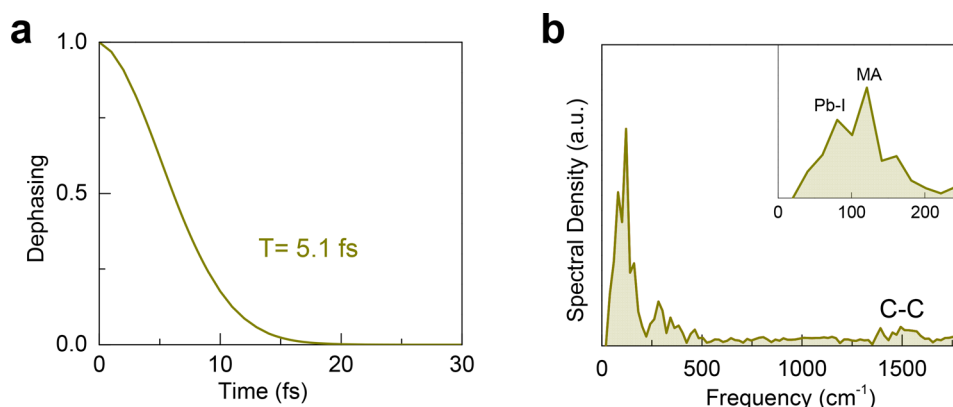 a
Dephasing
1.0
0.5
0.0
T= 5.1 fs
0
10
20
30
Time (fs)
b
Spectral Density (a.u.)
Pb-I
MA
0
100
200
C-C
0
500
1000
1500
Frequency (cm⁻¹)